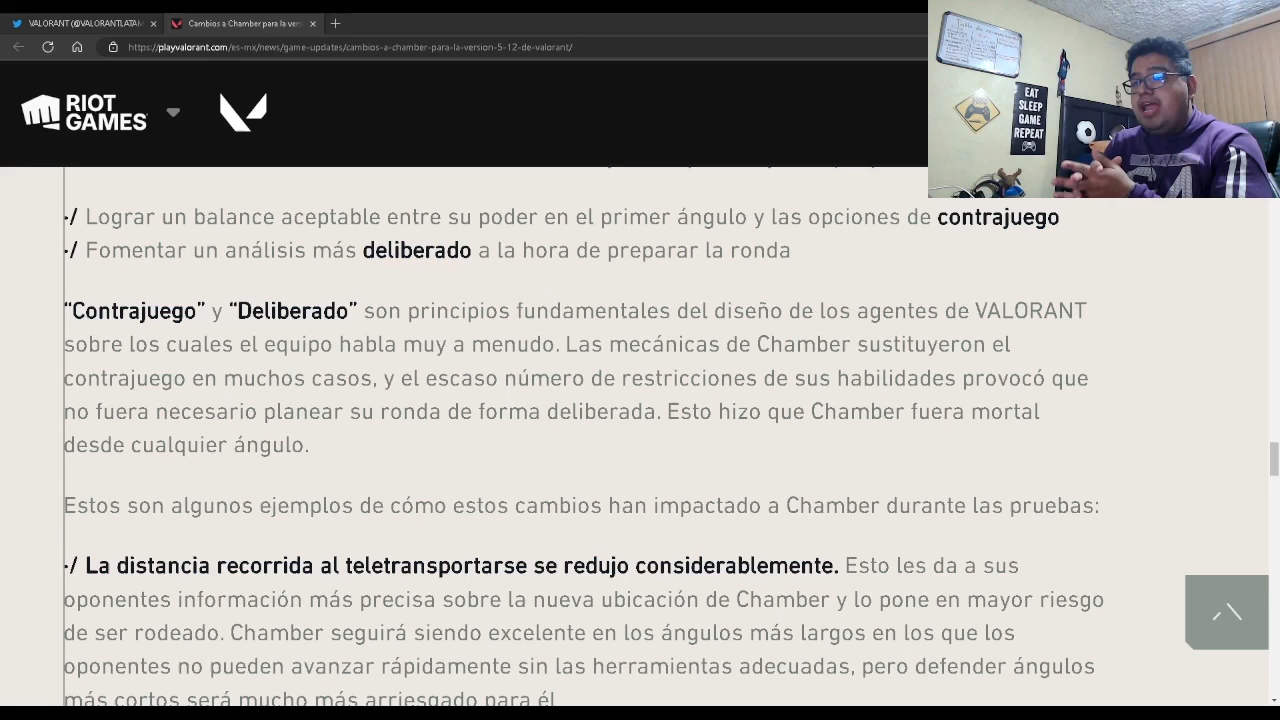 VALORANT (@VALORANTLATAM
Cambios a Chamber para la vers
https://playvalorant.com/es-mx/news/game-updates/cambios-a-chamber-para-la-version-5-12-de-valorant/
RIOT GAMES
EAT
SLEEP
GAME
REPEAT
·/ Lograr un balance aceptable entre su poder en el primer ángulo y las opciones de contrajuego
·/ Fomentar un análisis más deliberado a la hora de preparar la ronda
“Contrajuego” y “Deliberado” son principios fundamentales del diseño de los agentes de VALORANT
sobre los cuales el equipo habla muy a menudo. Las mecánicas de Chamber sustituyeron el
contrajuego en muchos casos, y el escaso número de restricciones de sus habilidades provocó que
no fuera necesario planear su ronda de forma deliberada. Esto hizo que Chamber fuera mortal
desde cualquier ángulo.
Estos son algunos ejemplos de cómo estos cambios han impactado a Chamber durante las pruebas:
·/ La distancia recorrida al teletransportarse se redujo considerablemente. Esto les da a sus
oponentes información más precisa sobre la nueva ubicación de Chamber y lo pone en mayor riesgo
de ser rodeado. Chamber seguirá siendo excelente en los ángulos más largos en los que los
oponentes no pueden avanzar rápidamente sin las herramientas adecuadas, pero defender ángulos
más cortos será mucho más arriesgado para él